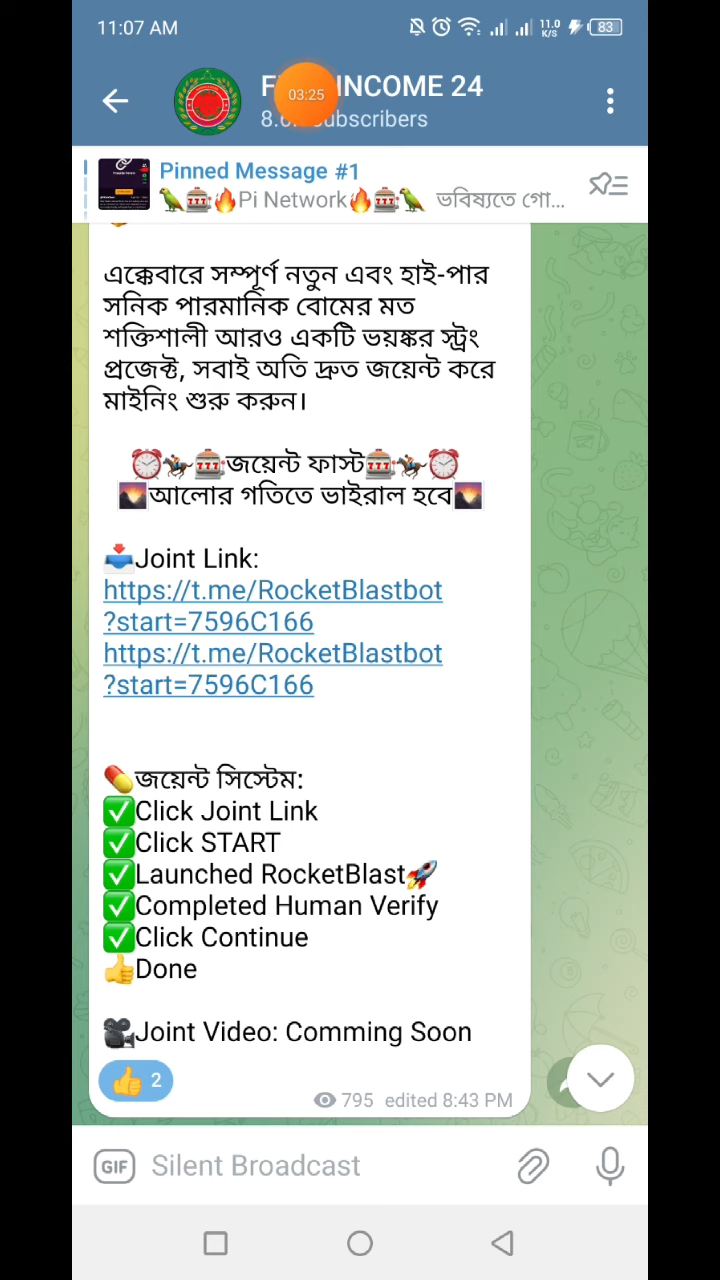 11:07 AM
11.0 K/S
83
03:25
INCOME 24
subscribers
Pinned Message #1
🦜🎰🔥Pi Network🔥🎰🦜 ভবিষ্যতে গো...
এক্কেবারে সম্পূর্ণ নতুন এবং হাই-পার
সনিক পারমানিক বোমের মত
শক্তিশালী আরও একটি ভয়ঙ্কর স্ট্রং
প্রজেক্ট, সবাই অতি দ্রুত জয়েন্ট করে
মাইনিং শুরু করুন।
⏰🏇🎰জয়েন্ট ফাস্ট🎰🏇⏰
🌄আলোর গতিতে ভাইরাল হবে🌄
📥Joint Link:
https://t.me/RocketBlastbot
?start=7596C166
https://t.me/RocketBlastbot
?start=7596C166
💊জয়েন্ট সিস্টেম:
✅Click Joint Link
✅Click START
✅Launched RocketBlast🚀
✅Completed Human Verify
✅Click Continue
👍Done
🎥Joint Video: Comming Soon
👍 2
795 edited 8:43 PM
GIF Silent Broadcast